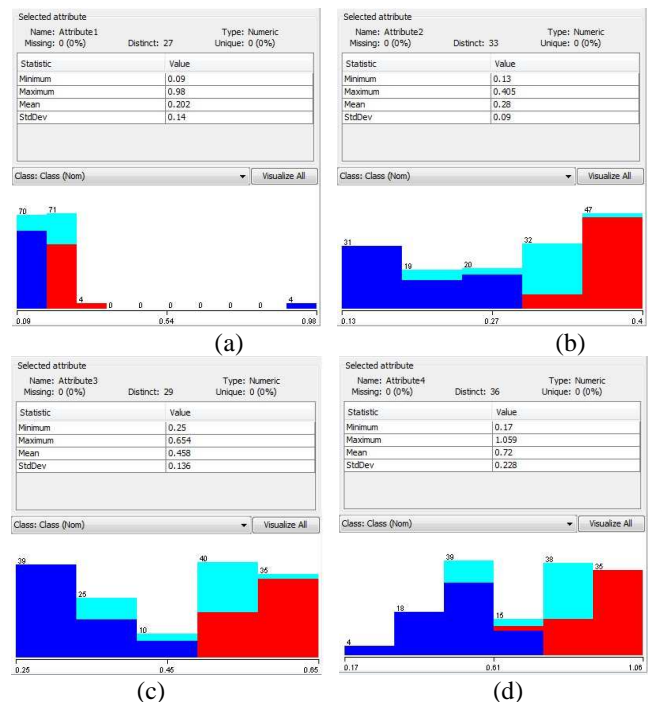 Selected attribute
Name: Attribute1 Type: Numeric
Missing: 0 (0%) Distinct: 27 Unique: 0 (0%)
Statistic Value
Minimum 0.09
Maximum 0.98
Mean 0.202
StdDev 0.14
Class: Class (Nom) Visualize All
70 71 4 0 0 0 0 0 0 4
0.09 0.54 0.98
(a)
Selected attribute
Name: Attribute2 Type: Numeric
Missing: 0 (0%) Distinct: 33 Unique: 0 (0%)
Statistic Value
Minimum 0.13
Maximum 0.405
Mean 0.28
StdDev 0.09
Class: Class (Nom) Visualize All
31 19 20 32 47
0.13 0.27 0.4
(b)
Selected attribute
Name: Attribute3 Type: Numeric
Missing: 0 (0%) Distinct: 29 Unique: 0 (0%)
Statistic Value
Minimum 0.25
Maximum 0.654
Mean 0.458
StdDev 0.136
Class: Class (Nom) Visualize All
39 25 10 40 35
0.25 0.45 0.65
(c)
Selected attribute
Name: Attribute4 Type: Numeric
Missing: 0 (0%) Distinct: 36 Unique: 0 (0%)
Statistic Value
Minimum 0.17
Maximum 1.059
Mean 0.72
StdDev 0.228
Class: Class (Nom) Visualize All
4 18 39 15 38 35
0.17 0.61 1.06
(d)